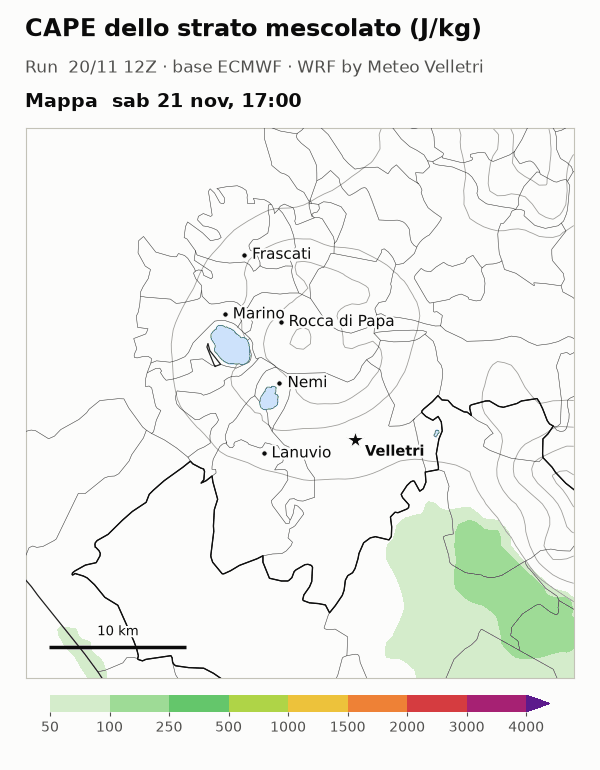 CAPE dello strato mescolato (J/kg)
Run  20/11 12Z · base ECMWF · WRF by Meteo Velletri
Mappa  sab 21 nov, 17:00
Frascati
Marino
Rocca di Papa
Nemi
Velletri
Lanuvio
10 km
50 100 250 500 1000 1500 2000 3000 4000